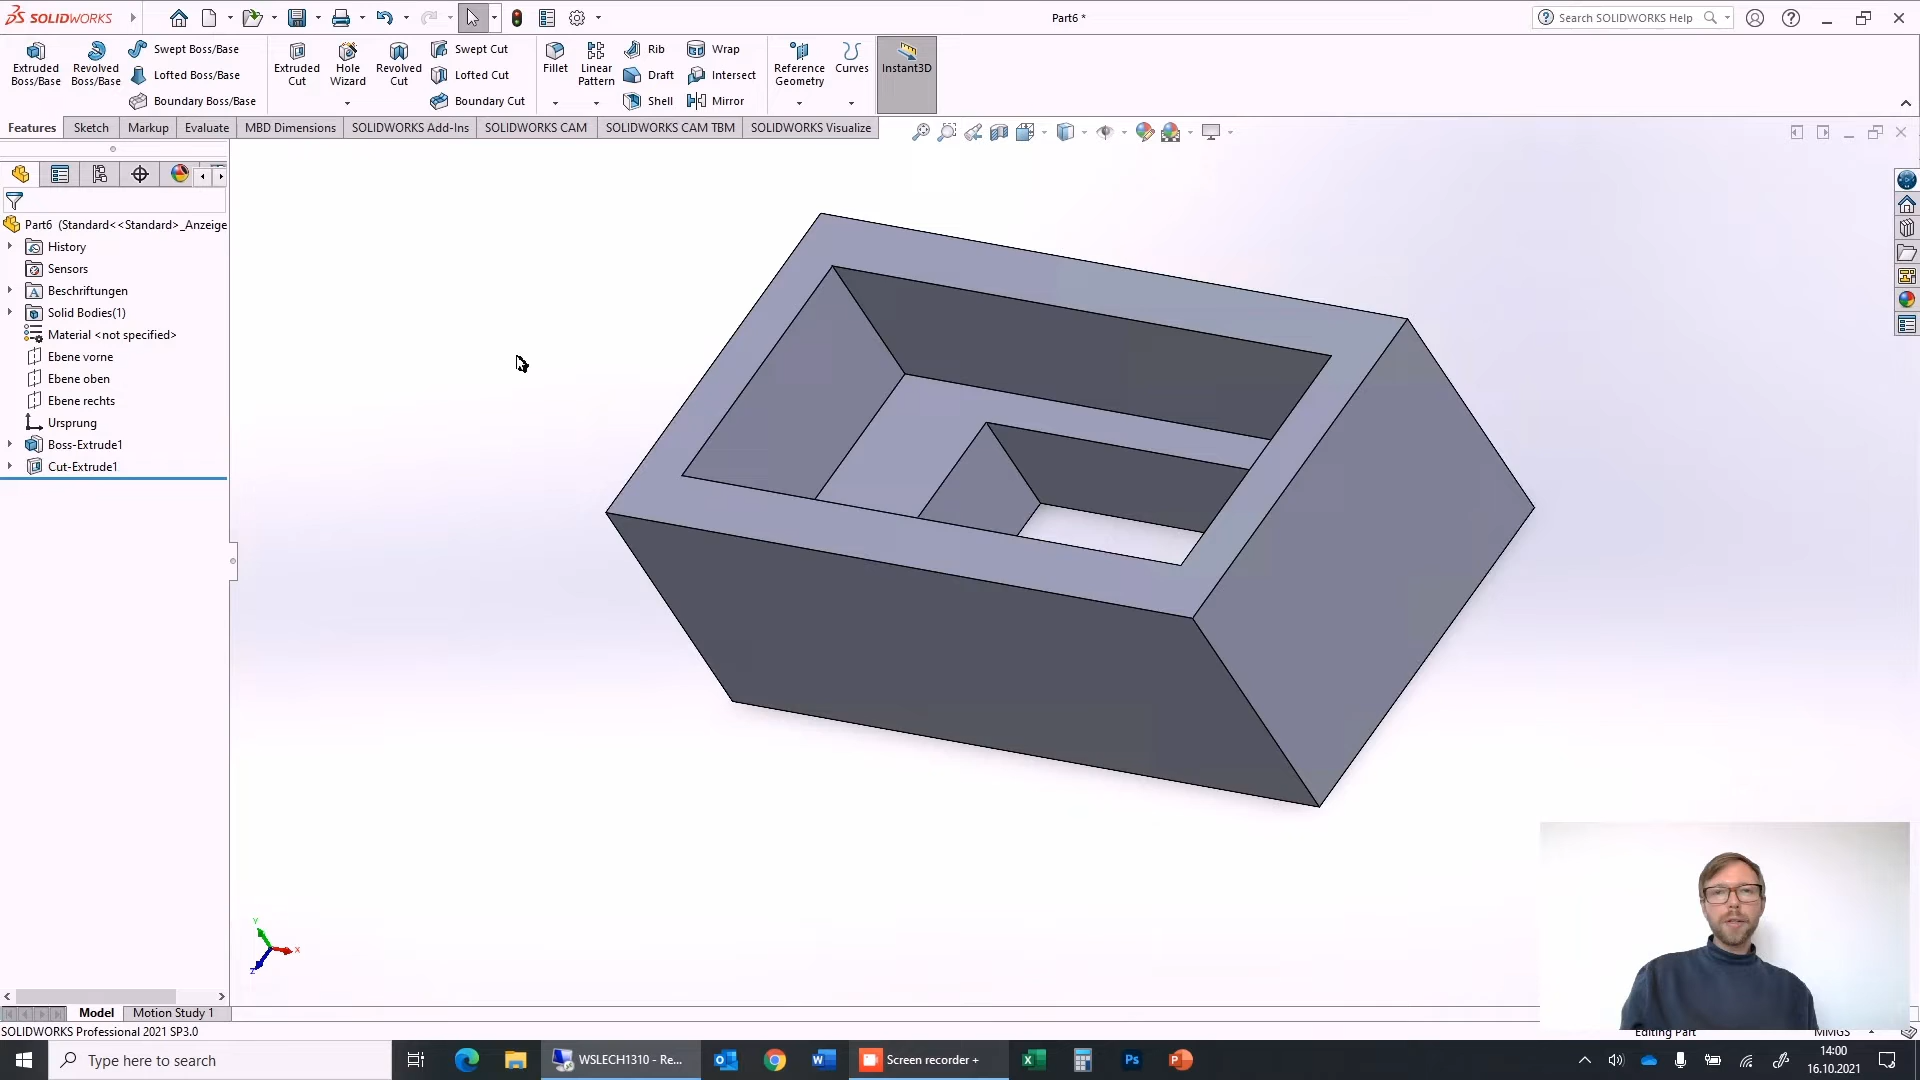 SOLIDWORKS
Part6 *
Search SOLIDWORKS Help
Extruded Boss/Base
Revolved Boss/Base
Swept Boss/Base
Lofted Boss/Base
Boundary Boss/Base
Extruded Cut
Hole Wizard
Revolved Cut
Swept Cut
Lofted Cut
Boundary Cut
Fillet
Linear Pattern
Rib
Draft
Shell
Wrap
Intersect
Mirror
Reference Geometry
Curves
Instant3D
Features
Sketch
Markup
Evaluate
MBD Dimensions
SOLIDWORKS Add-Ins
SOLIDWORKS CAM
SOLIDWORKS CAM TBM
SOLIDWORKS Visualize
Part6 (Standard<<Standard>_Anzeige
History
Sensors
Beschriftungen
Solid Bodies(1)
Material <not specified>
Ebene vorne
Ebene oben
Ebene rechts
Ursprung
Boss-Extrude1
Cut-Extrude1
Y
X
Z
Model
Motion Study 1
SOLIDWORKS Professional 2021 SP3.0
Editing Part
MMGS
Type here to search
WSLECH1310 - Re...
Screen recorder +
14:00
16.10.2021